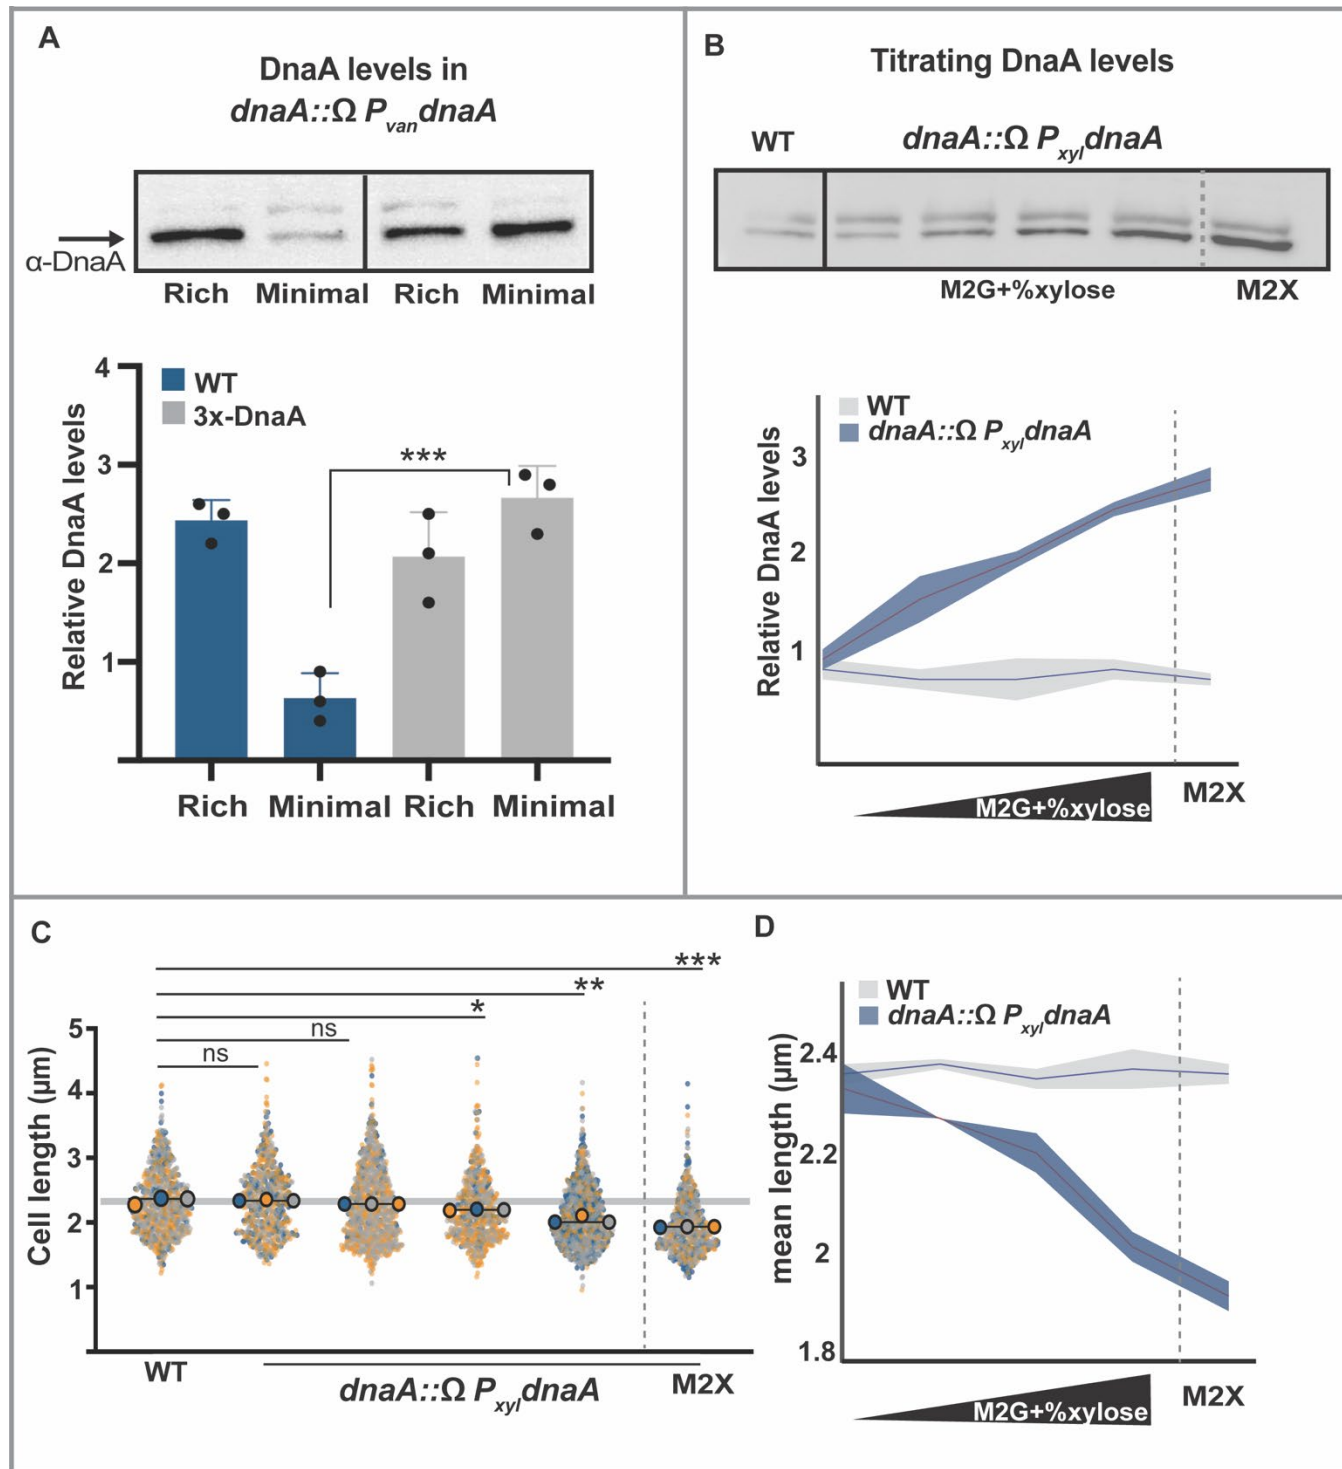 A
DnaA levels in
dnaA::Ω PvandnaA
α-DnaA
Rich Minimal Rich Minimal
4
3
2
1
Relative DnaA levels
WT
3x-DnaA
***
Rich Minimal Rich Minimal
B
Titrating DnaA levels
WT dnaA::Ω PxyldnaA
M2G+%xylose M2X
WT
dnaA::Ω PxyldnaA
3
2
1
Relative DnaA levels
M2G+%xylose
M2X
C
***
**
*
ns
ns
5
4
3
2
1
Cell length (µm)
WT
dnaA::Ω PxyldnaA
M2X
D
WT
dnaA::Ω PxyldnaA
2.4
2.2
2
1.8
mean length (µm)
M2G+%xylose
M2X